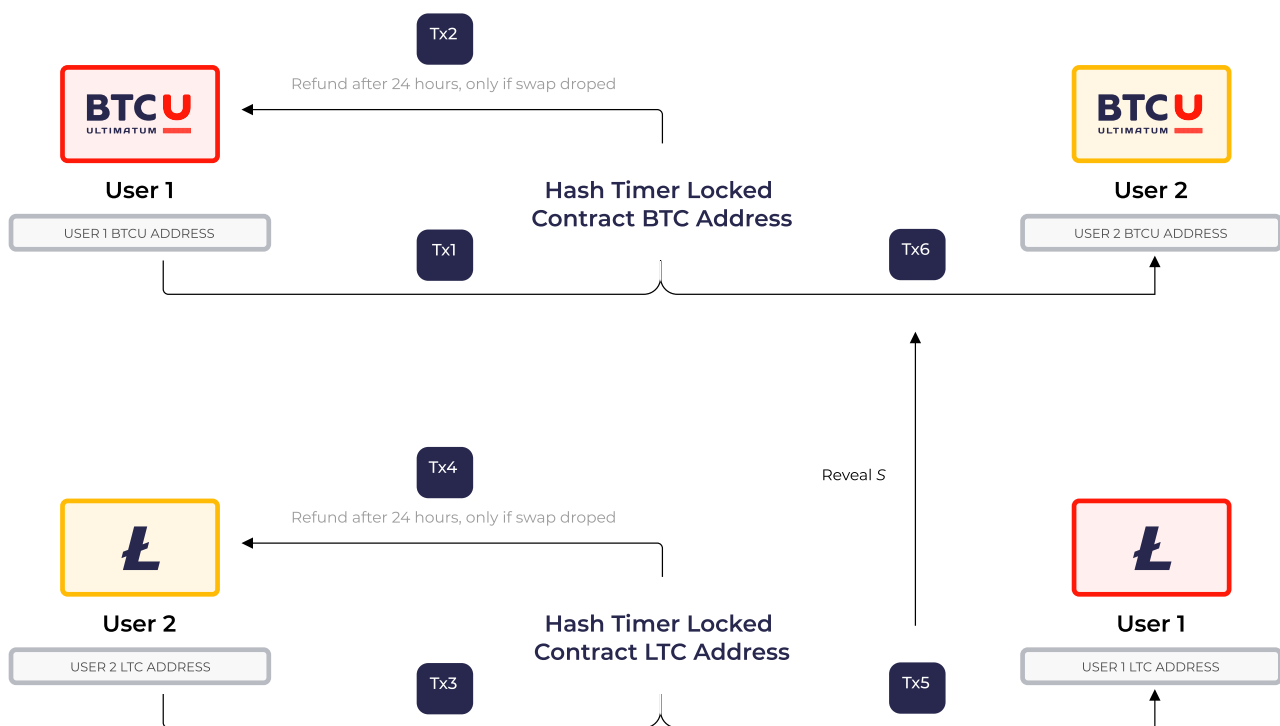 Tx2
Refund after 24 hours, only if swap droped
BTCU
ULTIMATUM
User 1
USER 1 BTCU ADDRESS
Hash Timer Locked
Contract BTC Address
BTCU
ULTIMATUM
User 2
USER 2 BTCU ADDRESS
Tx1
Tx6
Reveal S
Tx4
Refund after 24 hours, only if swap droped
Ł
User 2
USER 2 LTC ADDRESS
Hash Timer Locked
Contract LTC Address
Ł
User 1
USER 1 LTC ADDRESS
Tx3
Tx5